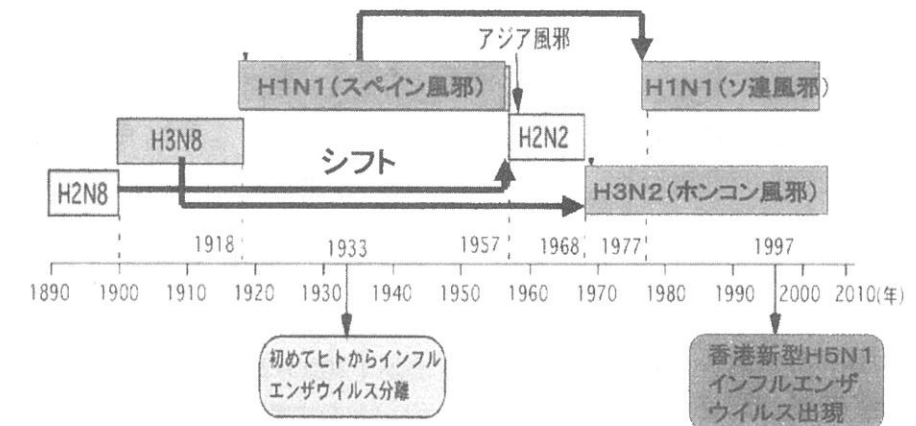 アジア風邪
H1N1(スペイン風邪)
H1N1(ソ連風邪)
H3N8
H2N2
シフト
H2N8
H3N2(ホンコン風邪)
1918
1933
1957
1968
1977
1997
1890 1900 1910 1920 1930 1940 1950 1960 1970 1980 1990 2000 2010(年)
初めてヒトからインフル
エンザウイルス分離
香港新型H5N1
インフルエンザ
ウイルス出現